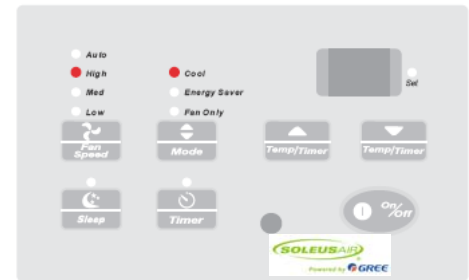 Auto
High
Med
Low
Fan
Speed
Cool
Energy Saver
Fan Only
Mode
Set
Temp/Timer
Temp/Timer
Sleep
Timer
On/Off
SOLEUSAIR
Powered by GREE